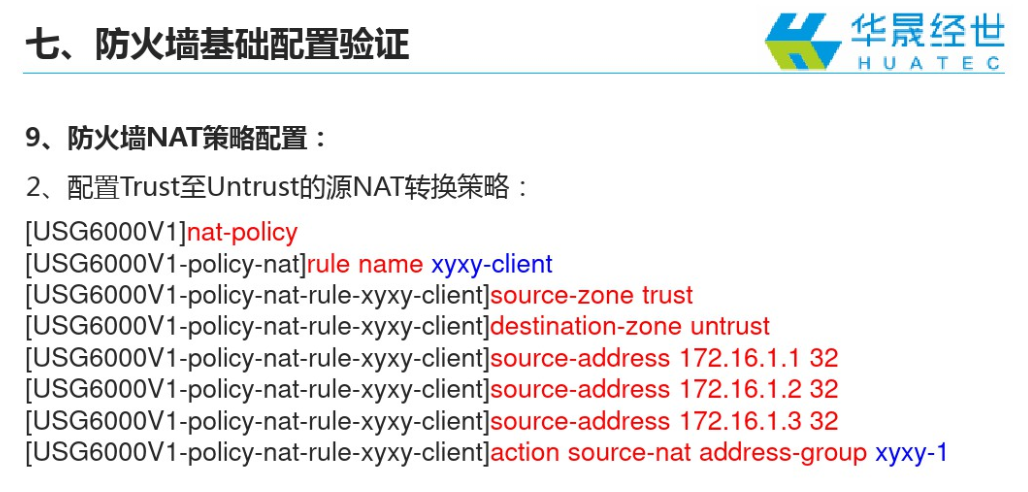 七、防火墙基础配置验证
华晟经世
HUATEC
9、防火墙NAT策略配置：
2、配置Trust至Untrust的源NAT转换策略：
[USG6000V1]nat-policy
[USG6000V1-policy-nat]rule name xyxy-client
[USG6000V1-policy-nat-rule-xyxy-client]source-zone trust
[USG6000V1-policy-nat-rule-xyxy-client]destination-zone untrust
[USG6000V1-policy-nat-rule-xyxy-client]source-address 172.16.1.1 32
[USG6000V1-policy-nat-rule-xyxy-client]source-address 172.16.1.2 32
[USG6000V1-policy-nat-rule-xyxy-client]source-address 172.16.1.3 32
[USG6000V1-policy-nat-rule-xyxy-client]action source-nat address-group xyxy-1